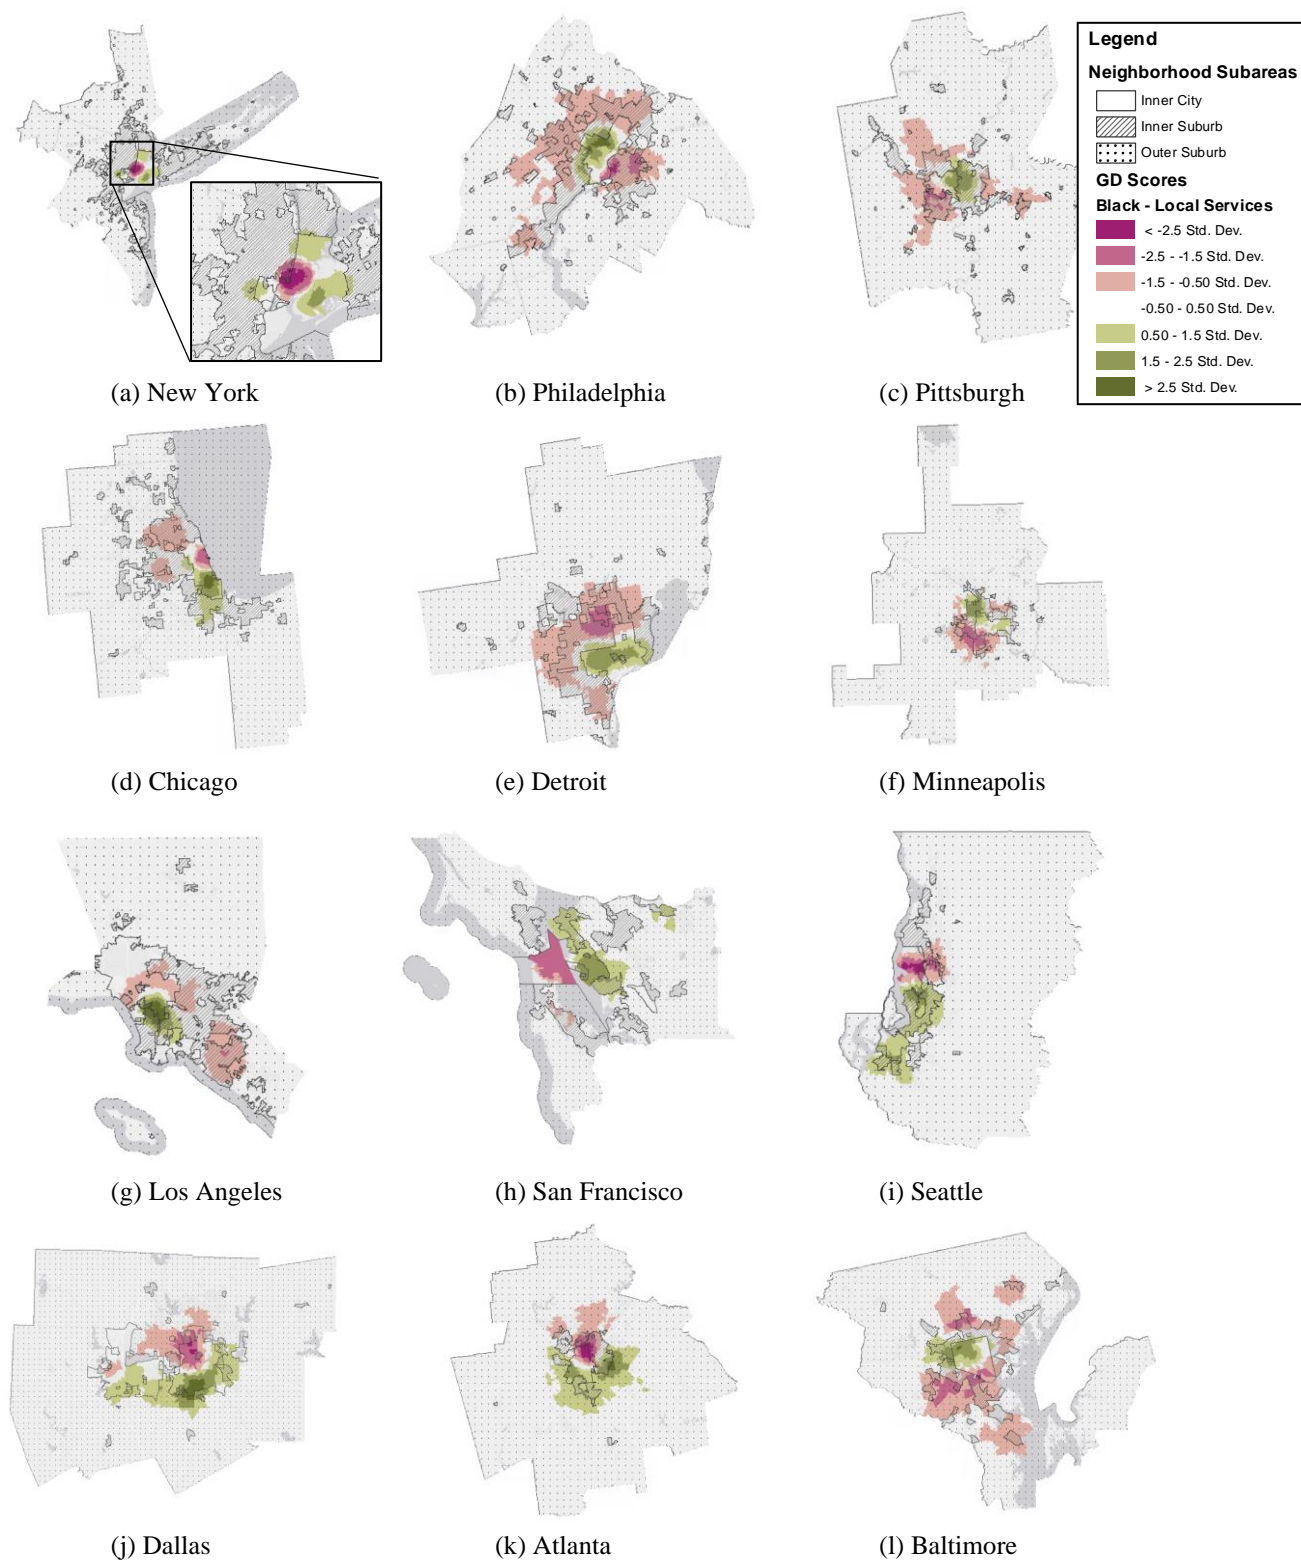 Legend
Neighborhood Subareas
Inner City
Inner Suburb
Outer Suburb
GD Scores
Black - Local Services
< -2.5 Std. Dev.
-2.5 - -1.5 Std. Dev.
-1.5 - -0.50 Std. Dev.
-0.50 - 0.50 Std. Dev.
0.50 - 1.5 Std. Dev.
1.5 - 2.5 Std. Dev.
> 2.5 Std. Dev.
(a) New York
(b) Philadelphia
(c) Pittsburgh
(d) Chicago
(e) Detroit
(f) Minneapolis
(g) Los Angeles
(h) San Francisco
(i) Seattle
(j) Dallas
(k) Atlanta
(l) Baltimore